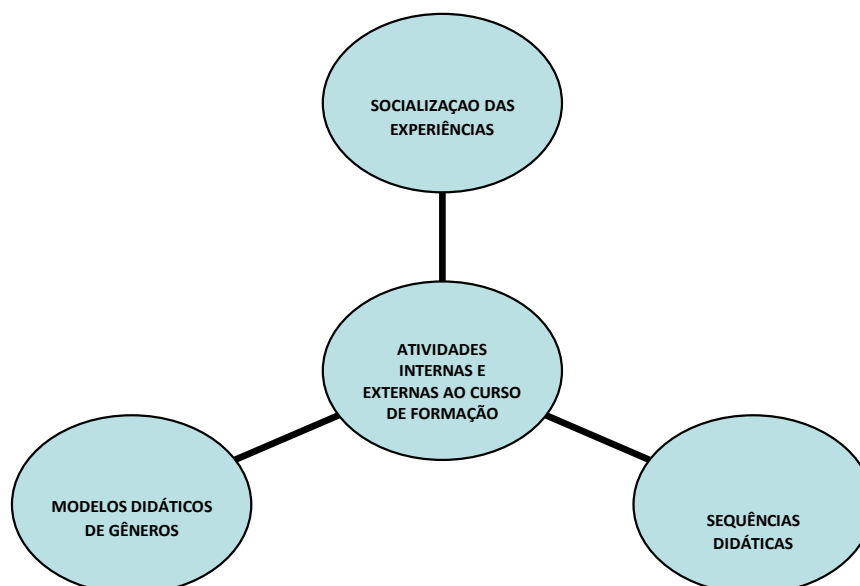 SOCIALIZAÇAO DAS
EXPERIÊNCIAS
ATIVIDADES
INTERNAS E
EXTERNAS AO CURSO
DE FORMAÇÃO
MODELOS DIDÁTICOS
DE GÊNEROS
SEQUÊNCIAS
DIDÁTICAS